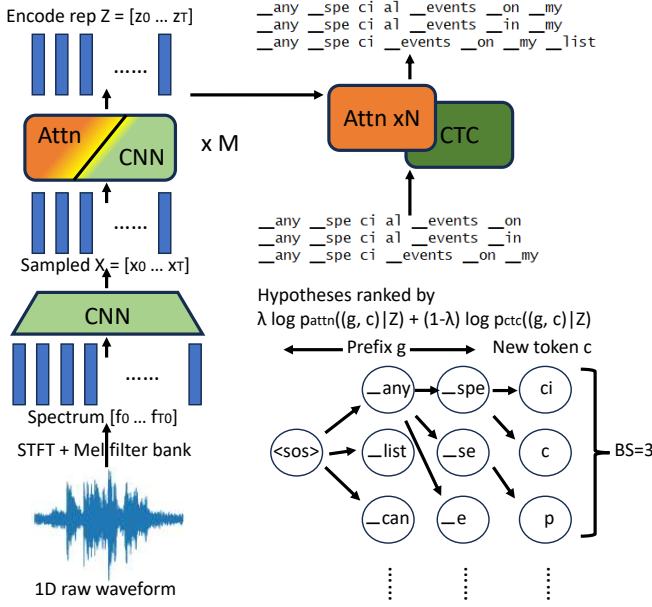 Encode rep Z = [z0 ... zT]
......
Attn
CNN
x M
......
Sampled X = [x0 ... xT]
CNN
......
Spectrum [f0 ... fT0]
STFT + Mel filter bank
1D raw waveform
__any __spe ci al __events __on __my
__any __spe ci al __events __in __my
__any __spe ci __events __on __my __list
Attn xN
CTC
__any __spe ci al __events __on
__any __spe ci al __events __in
__any __spe ci __events __on __my
Hypotheses ranked by
λ log pattn((g, c)|Z) + (1-λ) log pctc((g, c)|Z)
Prefix g
New token c
__any __spe ci
<sos> __list __se c BS=3
__can __e p